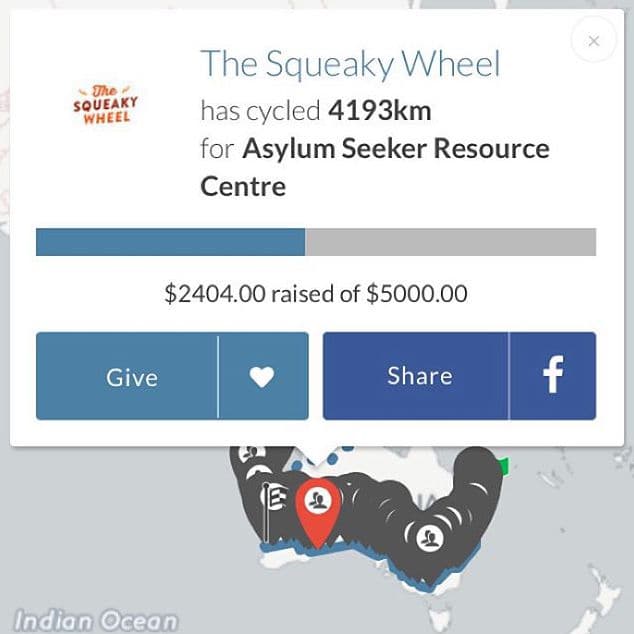 The
SQUEAKY
WHEEL
The Squeaky Wheel
has cycled 4193km
for Asylum Seeker Resource
Centre
$2404.00 raised of $5000.00
Give
Share
Indian Ocean